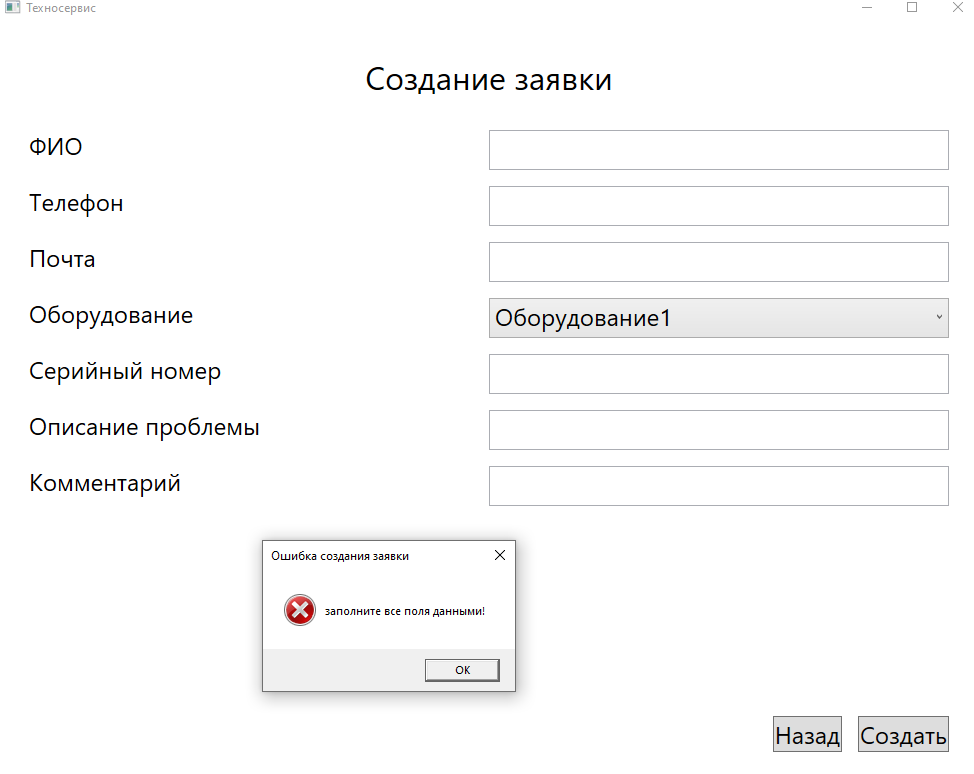 Техносервис
Создание заявки
ФИО
Телефон
Почта
Оборудование
Оборудование1
Серийный номер
Описание проблемы
Комментарий
Ошибка создания заявки
заполните все поля данными!
ОК
Назад
Создать